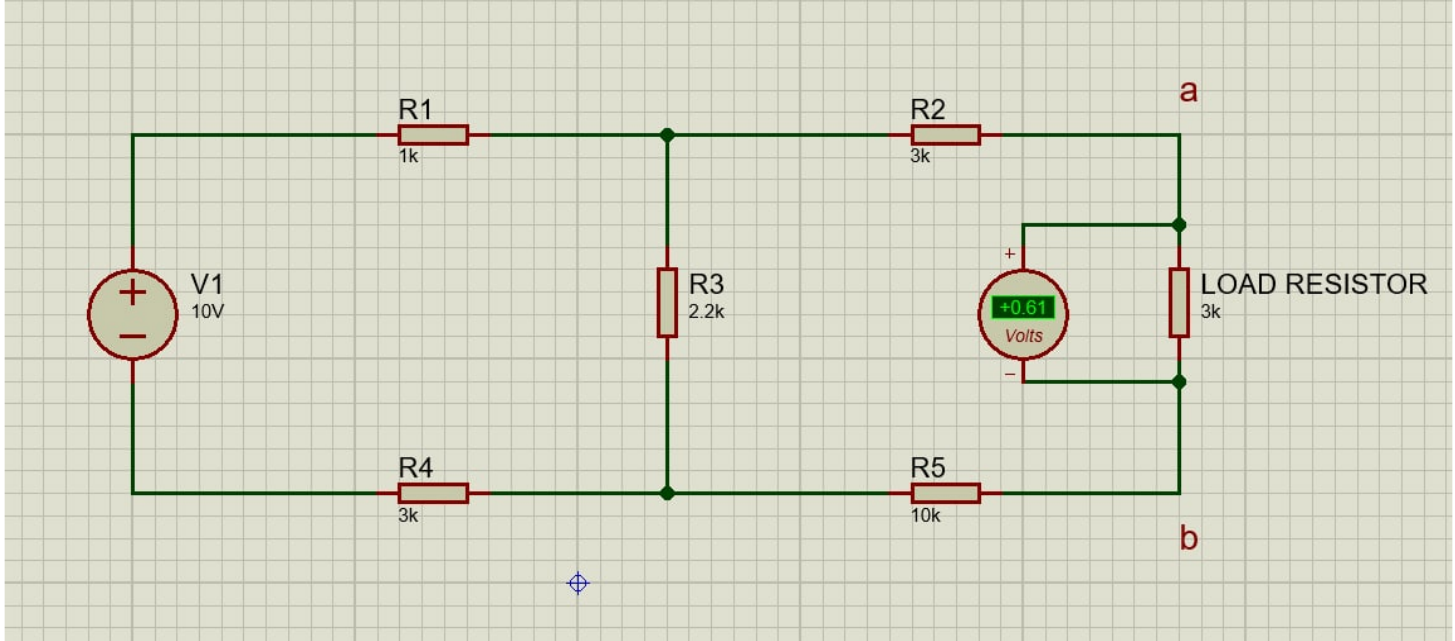 a
R1
1k
R2
3k
V1
10V
R3
2.2k
+
+0.61
Volts
−
LOAD RESISTOR
3k
R4
3k
R5
10k
b